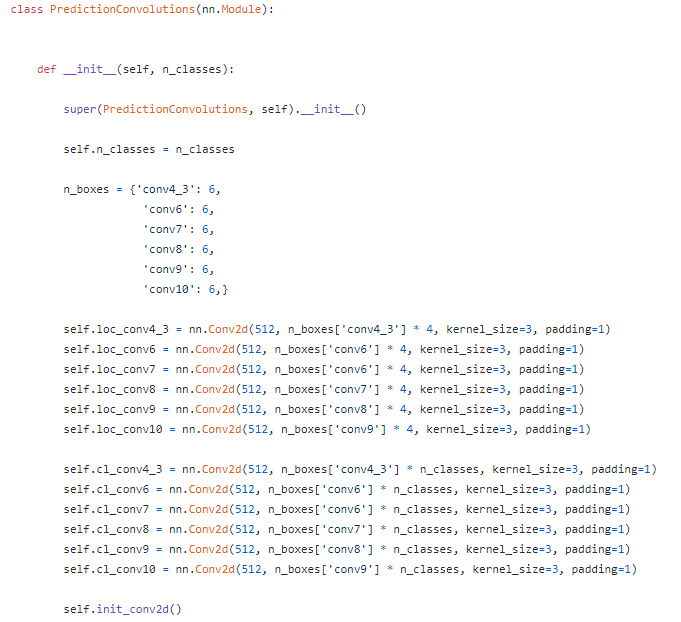 class PredictionConvolutions(nn.Module):
def __init__(self, n_classes):
super(PredictionConvolutions, self).__init__()
self.n_classes = n_classes
n_boxes = {'conv4_3': 6,
'conv6': 6,
'conv7': 6,
'conv8': 6,
'conv9': 6,
'conv10': 6,}
self.loc_conv4_3 = nn.Conv2d(512, n_boxes['conv4_3'] * 4, kernel_size=3, padding=1)
self.loc_conv6 = nn.Conv2d(512, n_boxes['conv6'] * 4, kernel_size=3, padding=1)
self.loc_conv7 = nn.Conv2d(512, n_boxes['conv6'] * 4, kernel_size=3, padding=1)
self.loc_conv8 = nn.Conv2d(512, n_boxes['conv7'] * 4, kernel_size=3, padding=1)
self.loc_conv9 = nn.Conv2d(512, n_boxes['conv8'] * 4, kernel_size=3, padding=1)
self.loc_conv10 = nn.Conv2d(512, n_boxes['conv9'] * 4, kernel_size=3, padding=1)
self.cl_conv4_3 = nn.Conv2d(512, n_boxes['conv4_3'] * n_classes, kernel_size=3, padding=1)
self.cl_conv6 = nn.Conv2d(512, n_boxes['conv6'] * n_classes, kernel_size=3, padding=1)
self.cl_conv7 = nn.Conv2d(512, n_boxes['conv6'] * n_classes, kernel_size=3, padding=1)
self.cl_conv8 = nn.Conv2d(512, n_boxes['conv7'] * n_classes, kernel_size=3, padding=1)
self.cl_conv9 = nn.Conv2d(512, n_boxes['conv8'] * n_classes, kernel_size=3, padding=1)
self.cl_conv10 = nn.Conv2d(512, n_boxes['conv9'] * n_classes, kernel_size=3, padding=1)
self.init_conv2d()